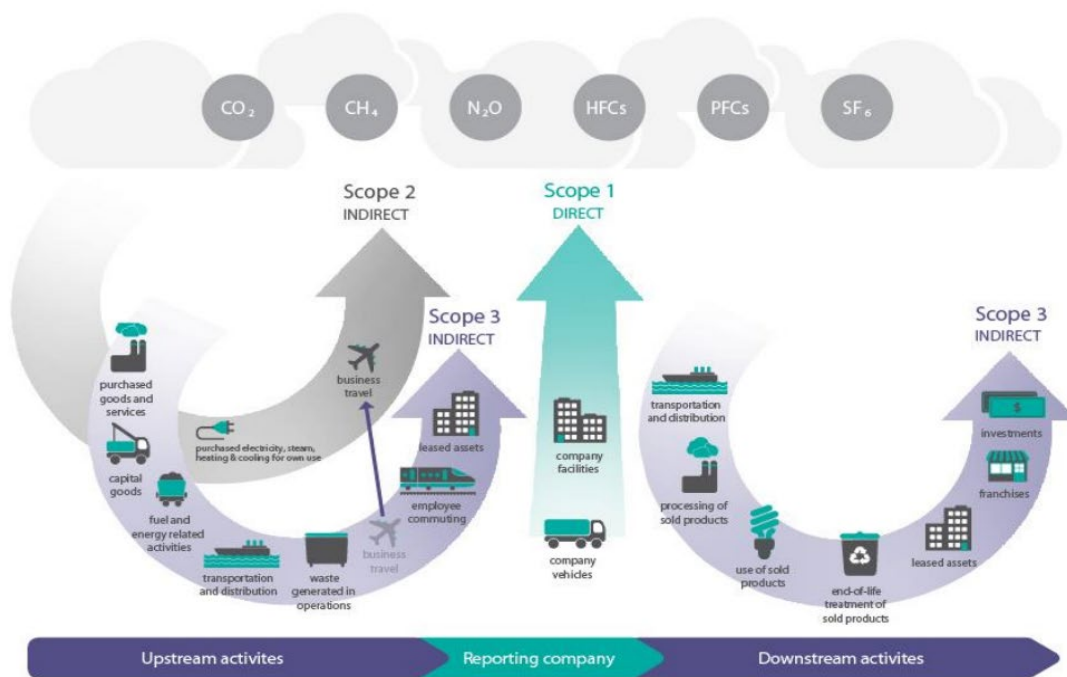 CO₂
CH₄
N₂O
HFCs
PFCs
SF₆
Scope 2
INDIRECT
Scope 1
DIRECT
Scope 3
INDIRECT
Scope 3
INDIRECT
purchased
goods and
services
business
travel
purchased electricity, steam,
heating & cooling for own use
leased assets
capital
goods
employee
commuting
fuel and
energy related
activities
business
travel
transportation
and distribution
waste
generated in
operations
company
facilities
company
vehicles
transportation
and distribution
processing of
sold products
use of sold
products
end-of-life
treatment of
sold products
leased assets
franchises
investments
Upstream activites
Reporting company
Downstream activites